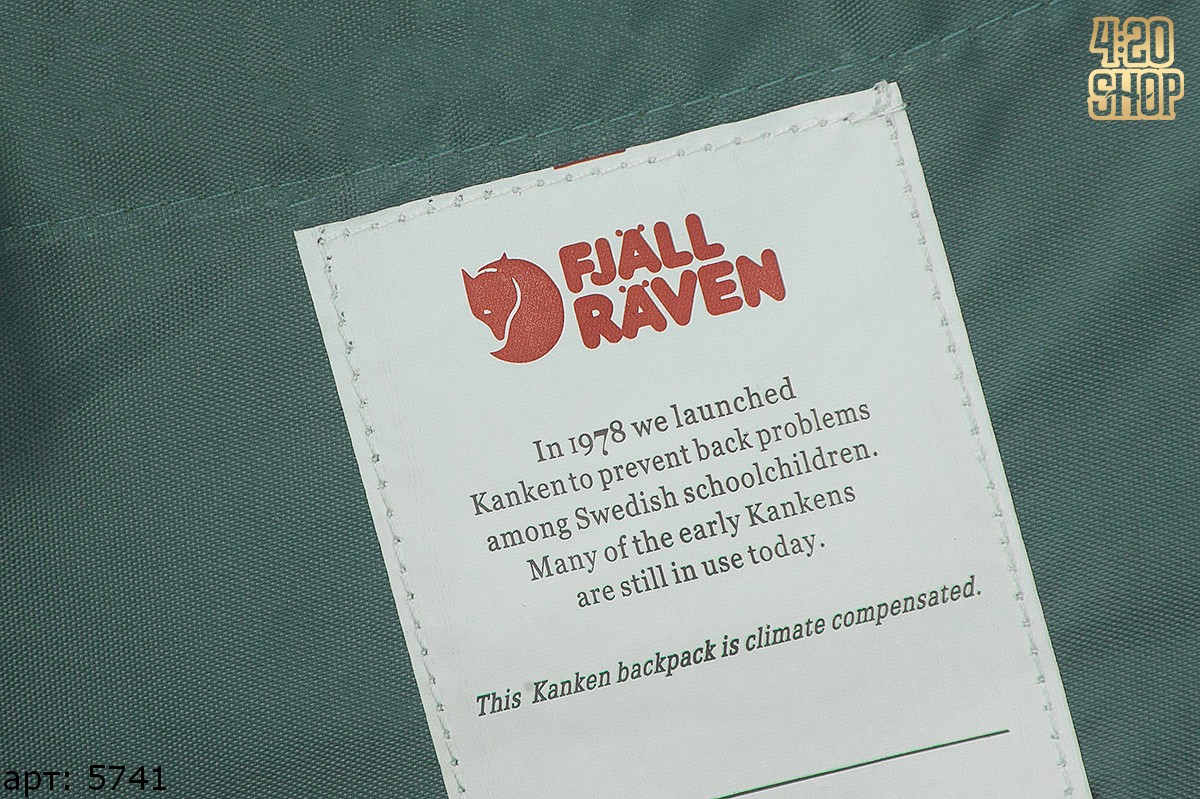 4:20
SHOP
FJÄLL
RÄVEN
In 1978 we launched
Kanken to prevent back problems
among Swedish schoolchildren.
Many of the early Kankens
are still in use today.
This Kanken backpack is climate compensated.
арт: 5741